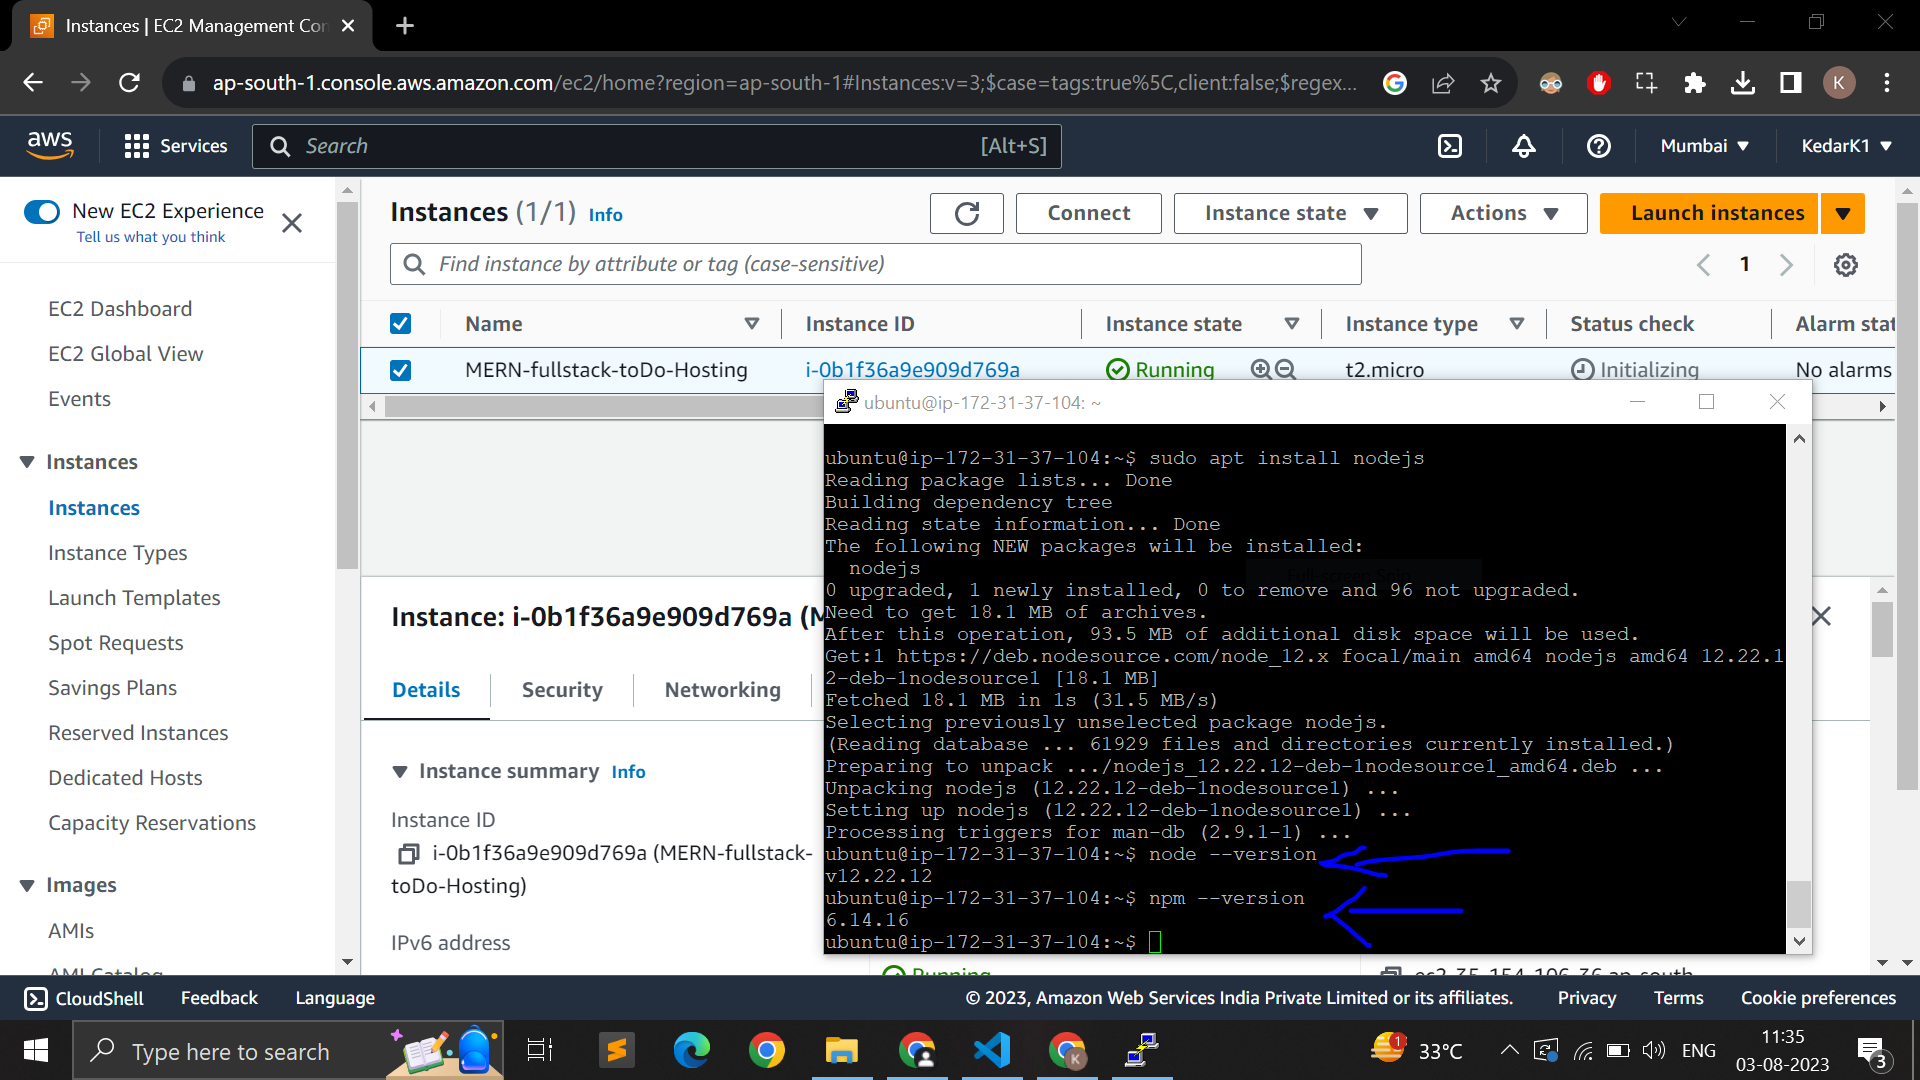 Instances | EC2 Management Con
ap-south-1.console.aws.amazon.com/ec2/home?region=ap-south-1#Instances:v=3;$case=tags:true%5C,client:false;$regex...
K
aws
Services
Search
[Alt+S]
Mumbai
KedarK1
New EC2 Experience
Tell us what you think
EC2 Dashboard
EC2 Global View
Events
Instances
Instances
Instance Types
Launch Templates
Spot Requests
Savings Plans
Reserved Instances
Dedicated Hosts
Capacity Reservations
Images
AMIs
AMI Catalog
Instances (1/1) Info
Connect
Instance state
Actions
Launch instances
Find instance by attribute or tag (case-sensitive)
1
Name
Instance ID
Instance state
Instance type
Status check
Alarm stat
MERN-fullstack-toDo-Hosting
i-0b1f36a9e909d769a
Running
t2.micro
Initializing
No alarms
Instance: i-0b1f36a9e909d769a (M
Details
Security
Networking
Instance summary Info
Instance ID
i-0b1f36a9e909d769a (MERN-fullstack-
toDo-Hosting)
IPv6 address
Running
ec2-35-154-106-36.ap-south-
ubuntu@ip-172-31-37-104: ~
ubuntu@ip-172-31-37-104:~$ sudo apt install nodejs
Reading package lists... Done
Building dependency tree
Reading state information... Done
The following NEW packages will be installed:
nodejs
0 upgraded, 1 newly installed, 0 to remove and 96 not upgraded.
Need to get 18.1 MB of archives.
After this operation, 93.5 MB of additional disk space will be used.
Get:1 https://deb.nodesource.com/node_12.x focal/main amd64 nodejs amd64 12.22.1
2-deb-1nodesource1 [18.1 MB]
Fetched 18.1 MB in 1s (31.5 MB/s)
Selecting previously unselected package nodejs.
(Reading database ... 61929 files and directories currently installed.)
Preparing to unpack .../nodejs_12.22.12-deb-1nodesource1_amd64.deb ...
Unpacking nodejs (12.22.12-deb-1nodesource1) ...
Setting up nodejs (12.22.12-deb-1nodesource1) ...
Processing triggers for man-db (2.9.1-1) ...
ubuntu@ip-172-31-37-104:~$ node --version
v12.22.12
ubuntu@ip-172-31-37-104:~$ npm --version
6.14.16
ubuntu@ip-172-31-37-104:~$
CloudShell
Feedback
Language
© 2023, Amazon Web Services India Private Limited or its affiliates.
Privacy
Terms
Cookie preferences
Type here to search
K
1
33°C
ENG
11:35
03-08-2023
3